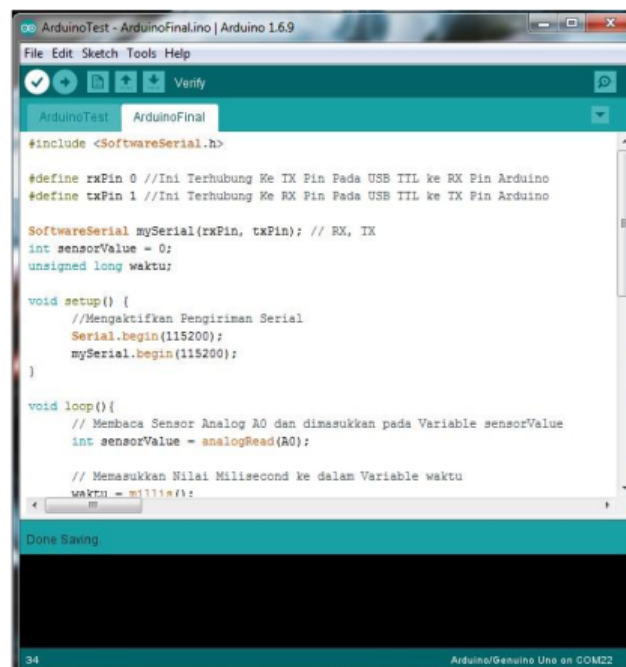 ArduinoTest - ArduinoFinal.ino | Arduino 1.6.9
File Edit Sketch Tools Help
Verify
ArduinoTest ArduinoFinal
#include <SoftwareSerial.h>
#define rxPin 0 //Ini Terhubung Ke TX Pin Pada USB TTL ke RX Pin Arduino
#define txPin 1 //Ini Terhubung Ke RX Pin Pada USB TTL ke TX Pin Arduino
SoftwareSerial mySerial(rxPin, txPin); // RX, TX
int sensorValue = 0;
unsigned long waktu;
void setup() {
//Mengaktifkan Pengiriman Serial
Serial.begin(115200);
mySerial.begin(115200);
}
void loop(){
// Membaca Sensor Analog A0 dan dimasukkan pada Variable sensorValue
int sensorValue = analogRead(A0);
// Memasukkan Nilai Milisecond ke dalam Variable waktu
waktu = millis();
Done Saving.
34 Arduino/Genuino Uno on COM22